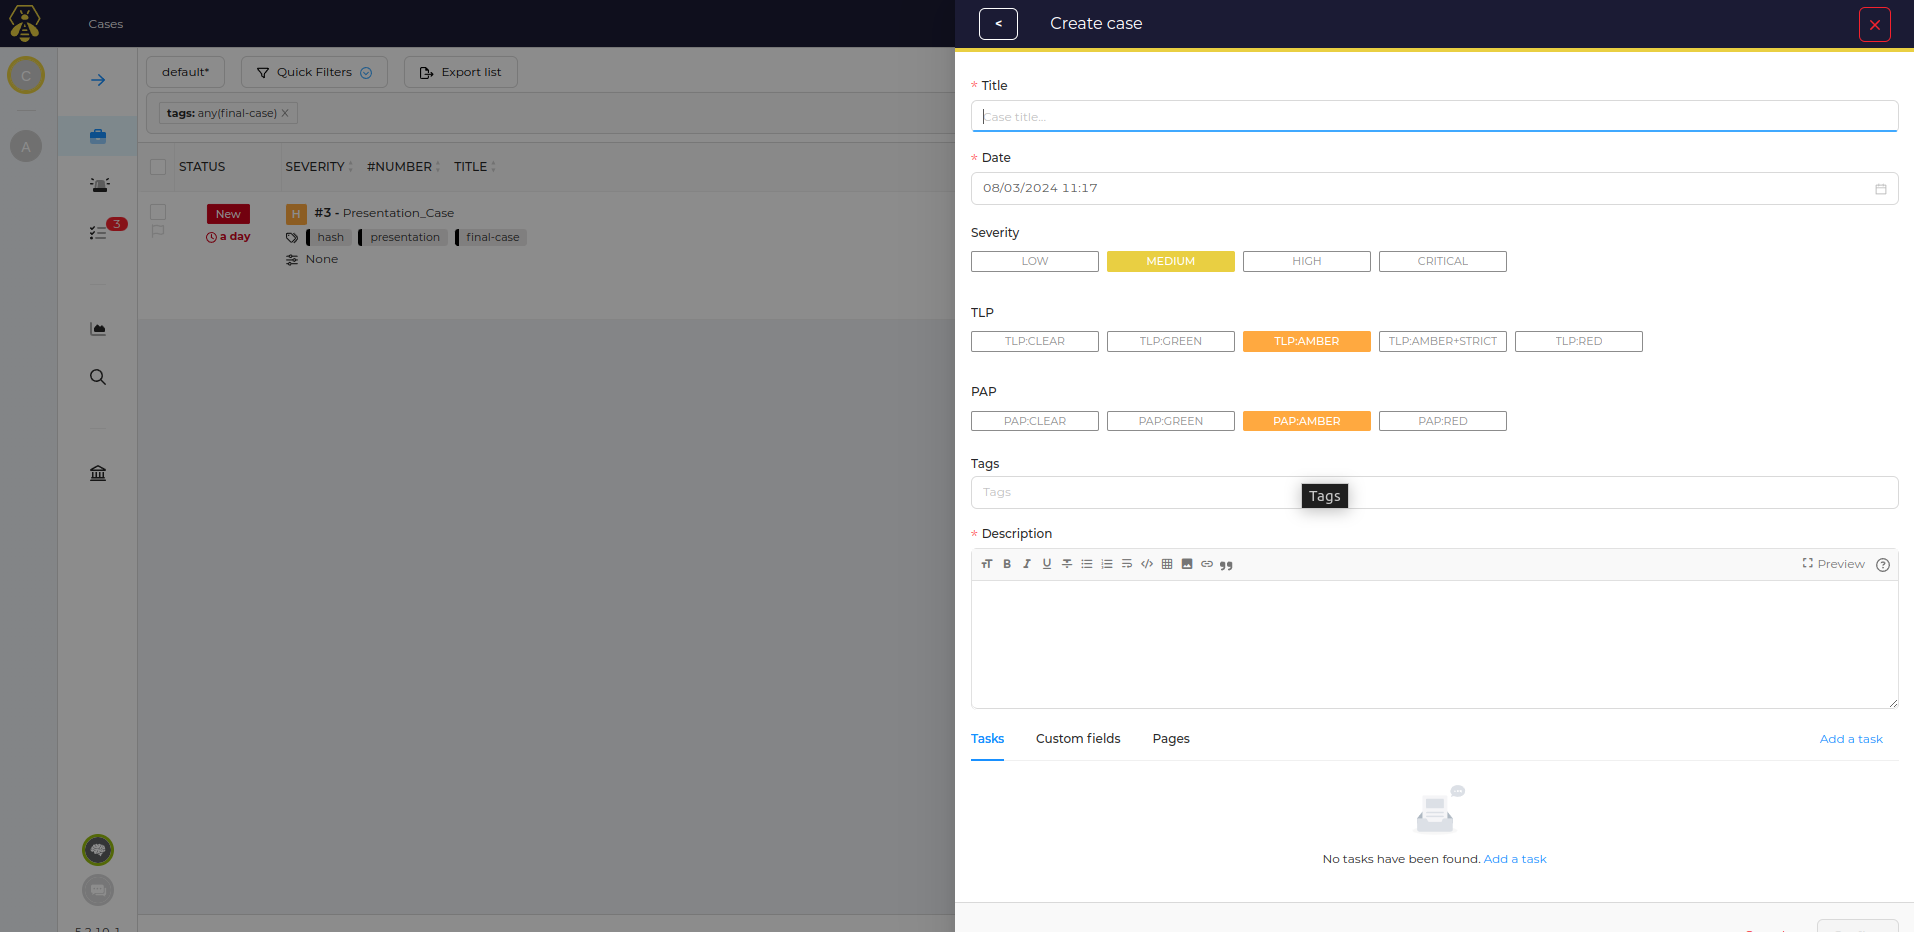 Cases
< Create case
C
A
default* Quick Filters Export list
tags: any(final-case) X
STATUS SEVERITY #NUMBER TITLE
New H #3 - Presentation_Case
a day hash presentation final-case
None
3
* Title
Case title...
* Date
08/03/2024 11:17
Severity
LOW MEDIUM HIGH CRITICAL
TLP
TLP:CLEAR TLP:GREEN TLP:AMBER TLP:AMBER+STRICT TLP:RED
PAP
PAP:CLEAR PAP:GREEN PAP:AMBER PAP:RED
Tags
Tags
Tags
* Description
Preview
Tasks Custom fields Pages Add a task
No tasks have been found. Add a task